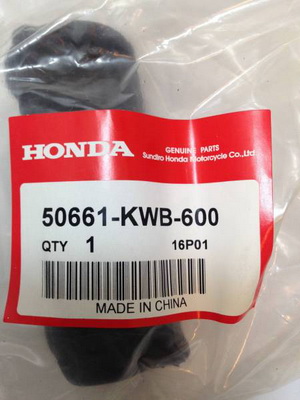 HONDA
GENUINE PARTS
Sundiro Honda Motorcycle Co.,Ltd
50661-KWB-600
QTY 1 16P01
MADE IN CHINA